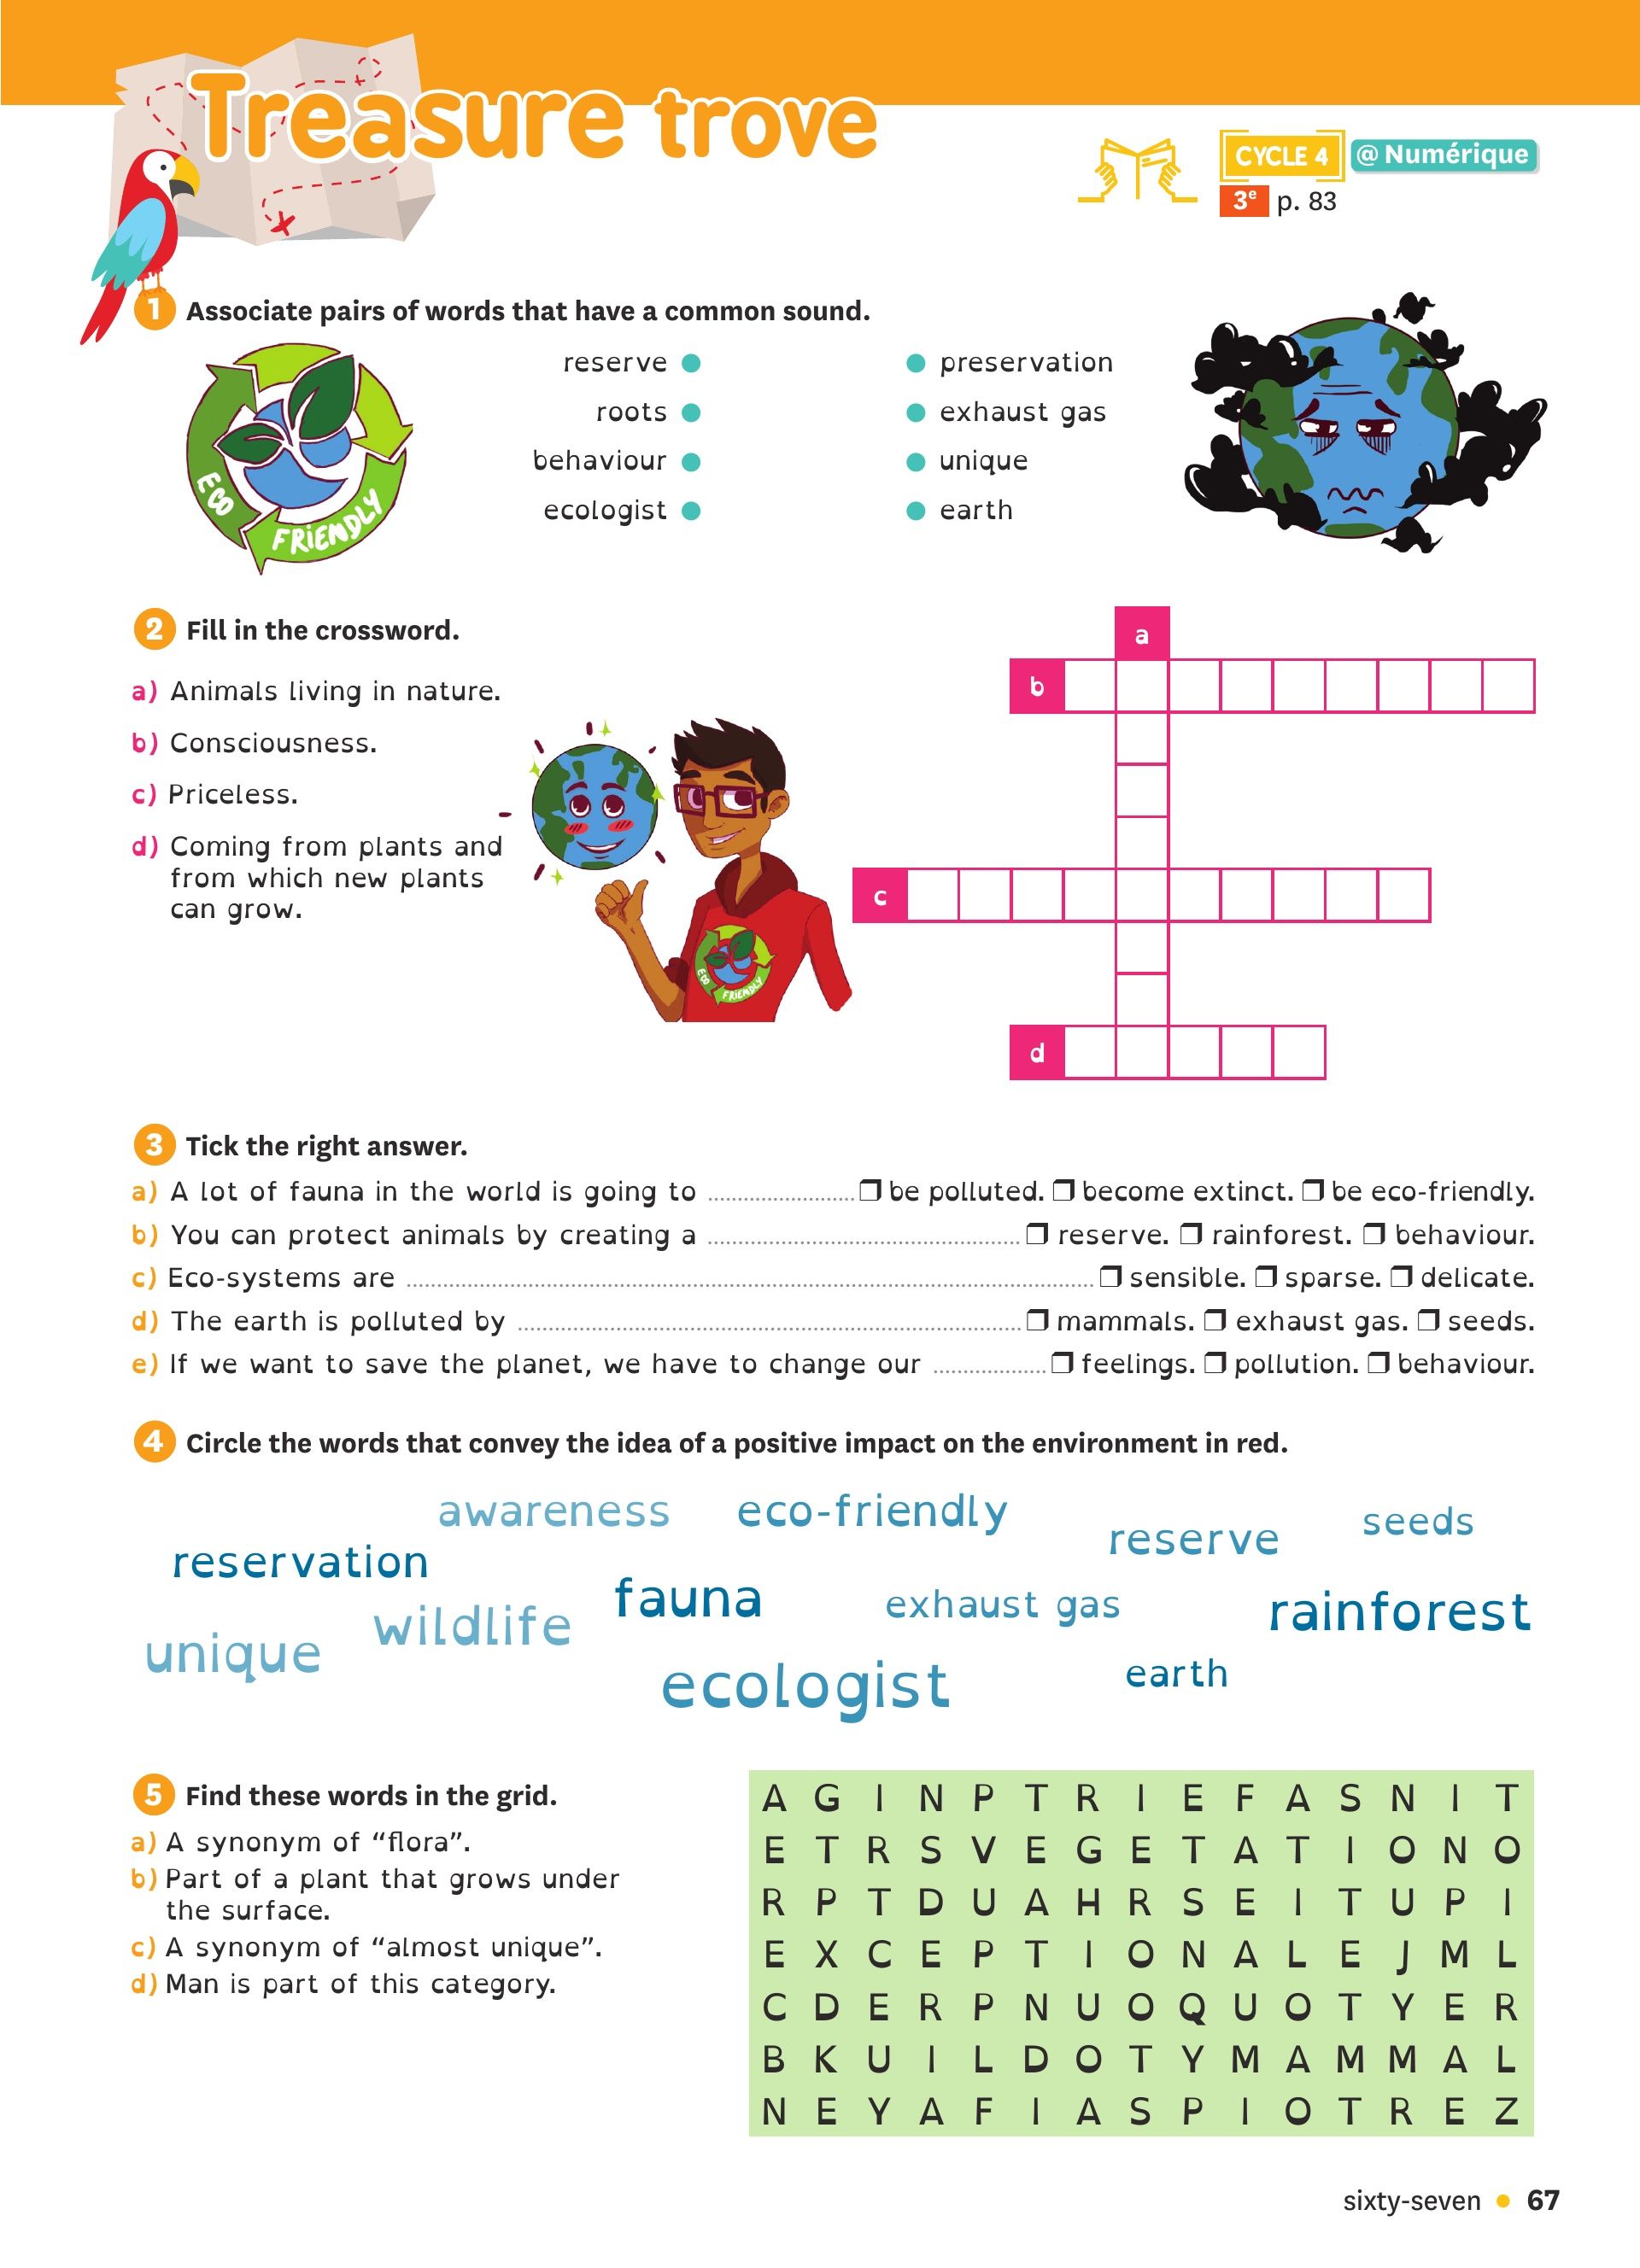 Treasure trove
CYCLE 4 @ Numérique
3e p. 83
1 Associate pairs of words that have a common sound.
reserve preservation
roots exhaust gas
behaviour unique
ecologist earth
ECO
FRIENDLY
2 Fill in the crossword.
a) Animals living in nature.
b) Consciousness.
c) Priceless.
d) Coming from plants and
from which new plants
can grow.
ECO
FRIENDLY
a
b
c
d
3 Tick the right answer.
a) A lot of fauna in the world is going to ...................... ❒ be polluted. ❒ become extinct. ❒ be eco-friendly.
b) You can protect animals by creating a ...................... ❒ reserve. ❒ rainforest. ❒ behaviour.
c) Eco-systems are ...................... ❒ sensible. ❒ sparse. ❒ delicate.
d) The earth is polluted by ...................... ❒ mammals. ❒ exhaust gas. ❒ seeds.
e) If we want to save the planet, we have to change our ................. ❒ feelings. ❒ pollution. ❒ behaviour.
4 Circle the words that convey the idea of a positive impact on the environment in red.
awareness eco-friendly reserve seeds
reservation fauna exhaust gas rainforest
unique wildlife ecologist earth
5 Find these words in the grid.
a) A synonym of “flora”.
b) Part of a plant that grows under
the surface.
c) A synonym of “almost unique”.
d) Man is part of this category.
A G I N P T R I E F A S N I T
E T R S V E G E T A T I O N O
R P T D U A H R S E I T U P I
E X C E P T I O N A L E J M L
C D E R P N U O Q U O T Y E R
B K U I L D O T Y M A M M A L
N E Y A F I A S P I O T R E Z
sixty-seven • 67